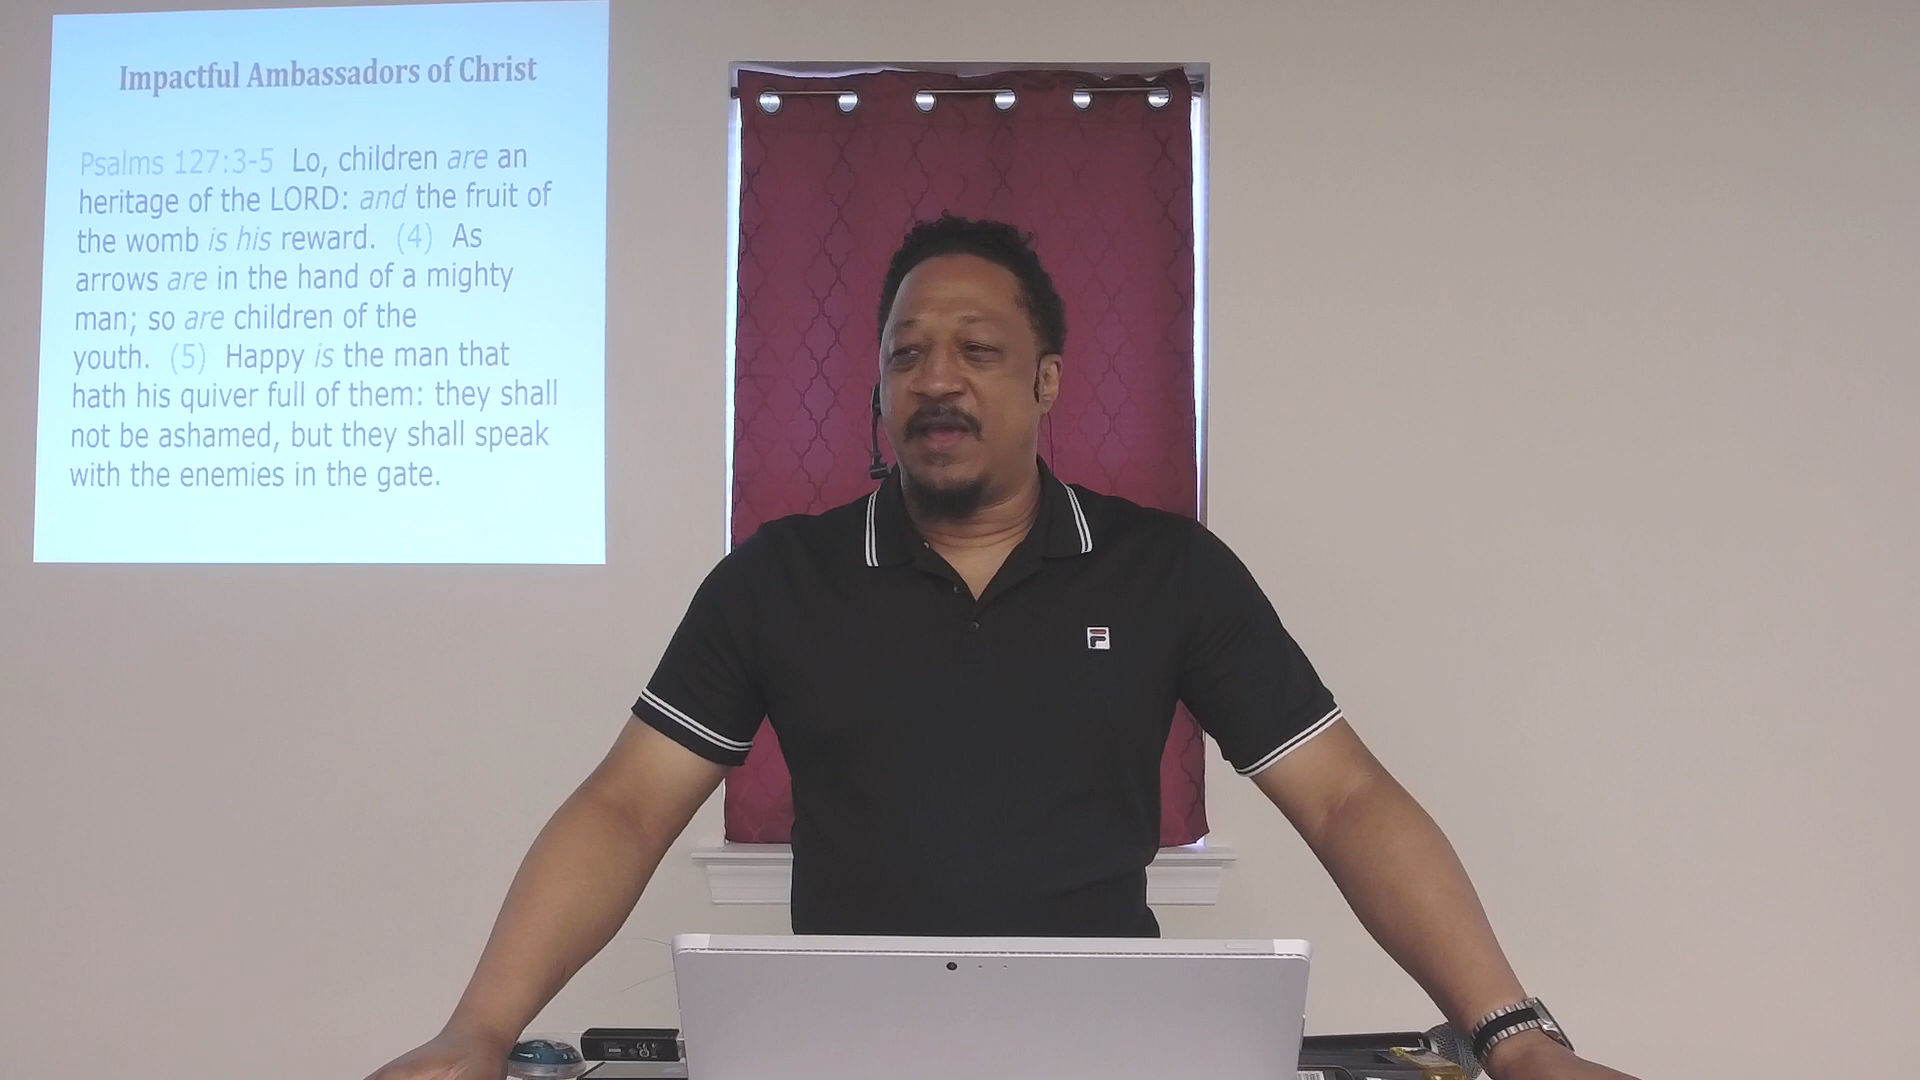 Impactful Ambassadors of Christ
Psalms 127:3-5 Lo, children are an
heritage of the LORD: and the fruit of
the womb is his reward. (4) As
arrows are in the hand of a mighty
man; so are children of the
youth. (5) Happy is the man that
hath his quiver full of them: they shall
not be ashamed, but they shall speak
with the enemies in the gate.